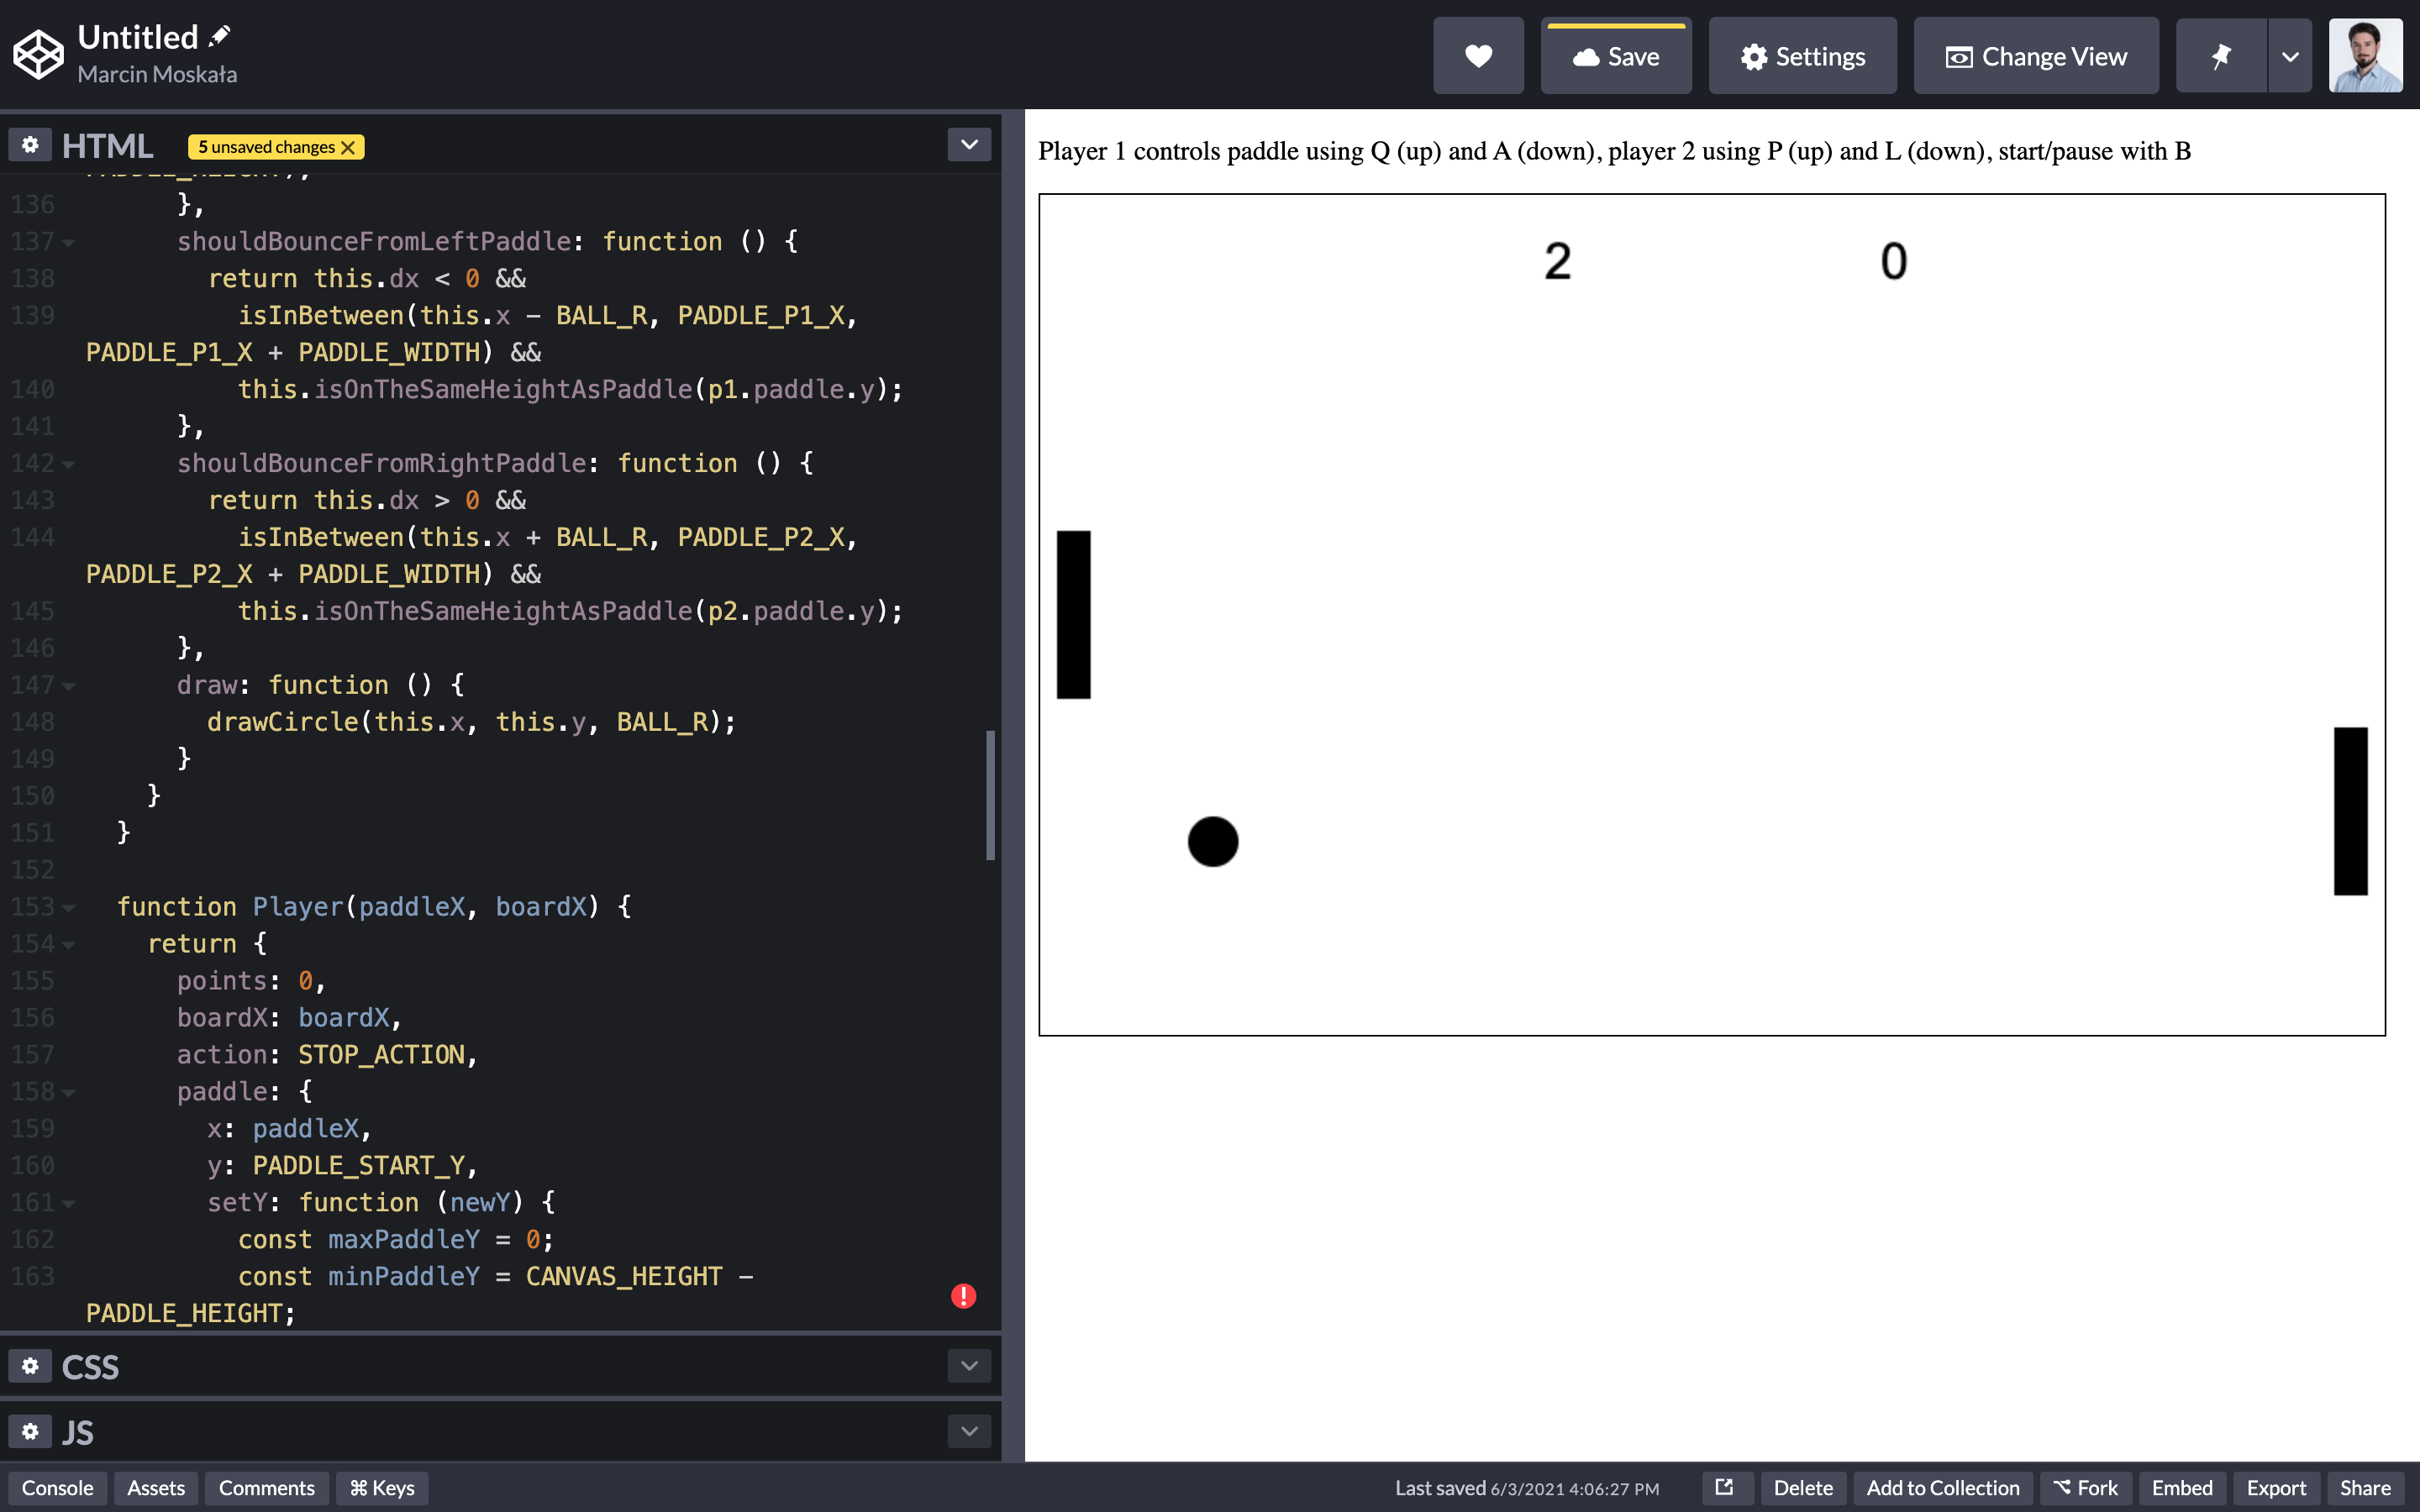 Untitled
Marcin Moskała
Save
Settings
Change View
HTML
5 unsaved changes
136 },
137 shouldBounceFromLeftPaddle: function () {
138 return this.dx < 0 &&
139 isInBetween(this.x - BALL_R, PADDLE_P1_X,
PADDLE_P1_X + PADDLE_WIDTH) &&
140 this.isOnTheSameHeightAsPaddle(p1.paddle.y);
141 },
142 shouldBounceFromRightPaddle: function () {
143 return this.dx > 0 &&
144 isInBetween(this.x + BALL_R, PADDLE_P2_X,
PADDLE_P2_X + PADDLE_WIDTH) &&
145 this.isOnTheSameHeightAsPaddle(p2.paddle.y);
146 },
147 draw: function () {
148 drawCircle(this.x, this.y, BALL_R);
149 }
150 }
151 }
152
153 function Player(paddleX, boardX) {
154 return {
155 points: 0,
156 boardX: boardX,
157 action: STOP_ACTION,
158 paddle: {
159 x: paddleX,
160 y: PADDLE_START_Y,
161 setY: function (newY) {
162 const maxPaddleY = 0;
163 const minPaddleY = CANVAS_HEIGHT -
PADDLE_HEIGHT;
CSS
JS
Player 1 controls paddle using Q (up) and A (down), player 2 using P (up) and L (down), start/pause with B
2 0
Console
Assets
Comments
⌘ Keys
Last saved 6/3/2021 4:06:27 PM
Delete
Add to Collection
Fork
Embed
Export
Share